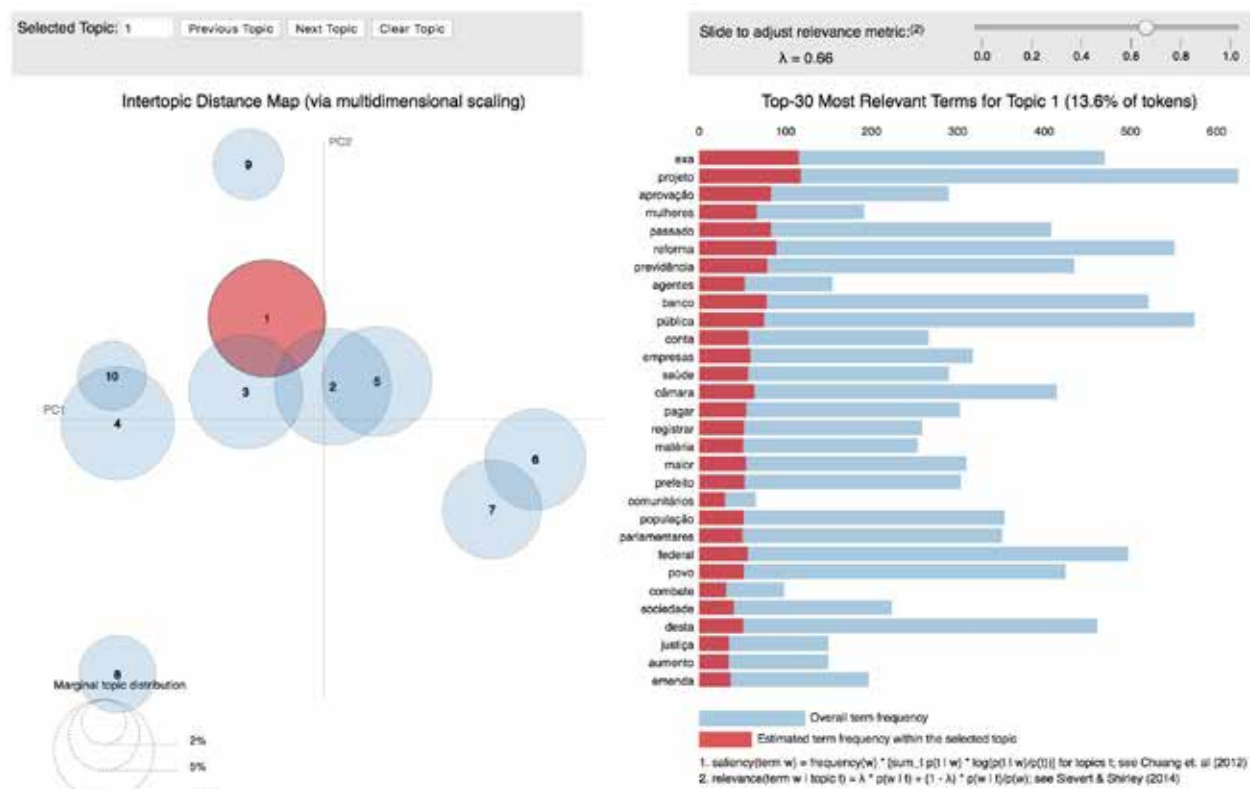 Selected Topic: 1 Previous Topic Next Topic Clear Topic
Slide to adjust relevance metric:(2)
λ = 0.66
0.0 0.2 0.4 0.6 0.8 1.0
Intertopic Distance Map (via multidimensional scaling)
PC2
PC1
9
1
10
4
3
2
5
6
7
8
Marginal topic distribution
2%
5%
Top-30 Most Relevant Terms for Topic 1 (13.6% of tokens)
0 100 200 300 400 500 600
exa
projeto
aprovação
mulheres
passado
reforma
previdência
agentes
banco
pública
conta
empresas
saúde
câmara
pagar
registrar
matéria
maior
prefeito
comunitários
população
parlamentares
federal
povo
combate
sociedade
desta
justiça
aumento
emenda
Overall term frequency
Estimated term frequency within the selected topic
1. saliency(term w) = frequency(w) * [sum_t p(t | w) * log(p(t | w)/p(t))] for topics t; see Chuang et. al (2012)
2. relevance(term w | topic t) = λ * p(w | t) + (1 - λ) * p(w | t)/p(w); see Sievert & Shirley (2014)